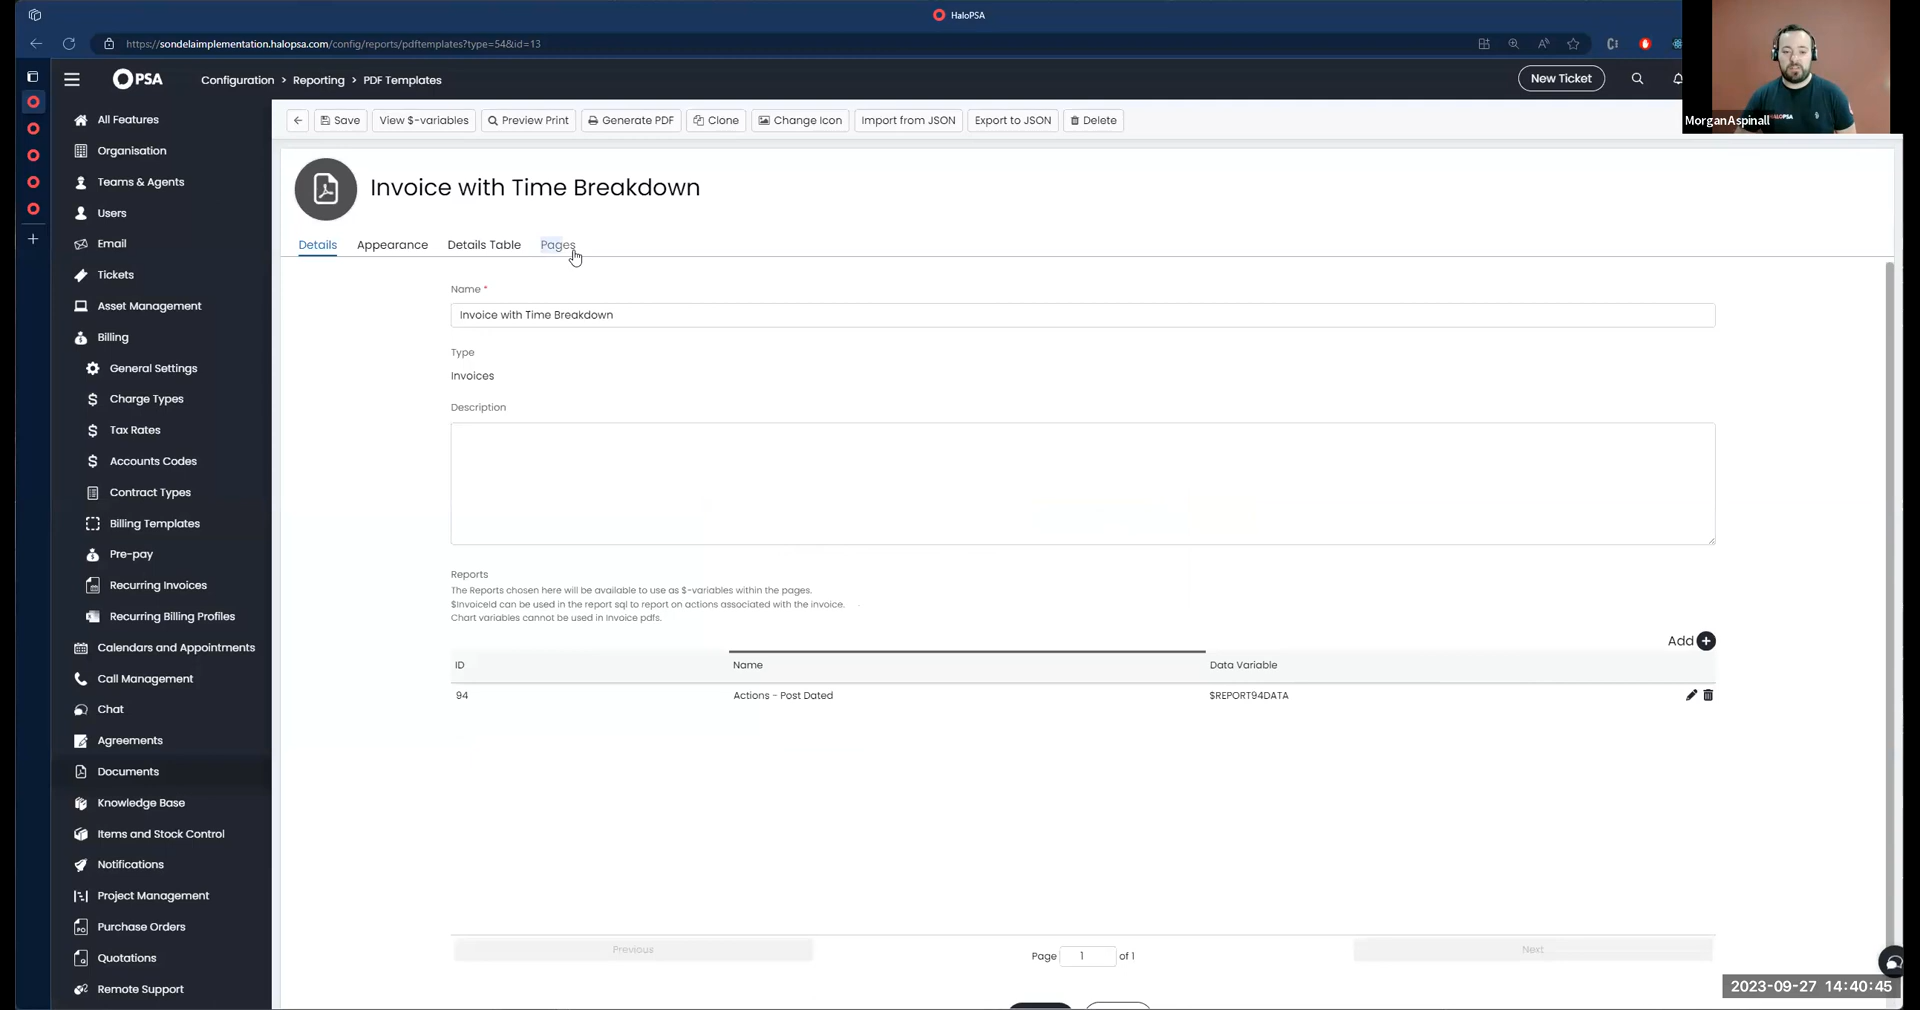 HaloPSA
https://sondelaimplementation.halopsa.com/config/reports/pdftemplates?type=54&id=13
PSA
Configuration > Reporting > PDF Templates
New Ticket
Morgan Aspinall
All Features
Organisation
Teams & Agents
Users
Email
Tickets
Asset Management
Billing
General Settings
Charge Types
Tax Rates
Accounts Codes
Contract Types
Billing Templates
Pre-pay
Recurring Invoices
Recurring Billing Profiles
Calendars and Appointments
Call Management
Chat
Agreements
Documents
Knowledge Base
Items and Stock Control
Notifications
Project Management
Purchase Orders
Quotations
Remote Support
Save
View $-variables
Preview Print
Generate PDF
Clone
Change Icon
Import from JSON
Export to JSON
Delete
Invoice with Time Breakdown
Details Appearance Details Table Pages
Name *
Invoice with Time Breakdown
Type
Invoices
Description
Reports
The Reports chosen here will be available to use as $-variables within the pages.
$InvoiceId can be used in the report sql to report on actions associated with the invoice.
Chart variables cannot be used in Invoice pdfs.
Add
ID Name Data Variable
94 Actions - Post Dated $REPORT94DATA
Previous
Page 1 of 1
Next
2023-09-27 14:40:45